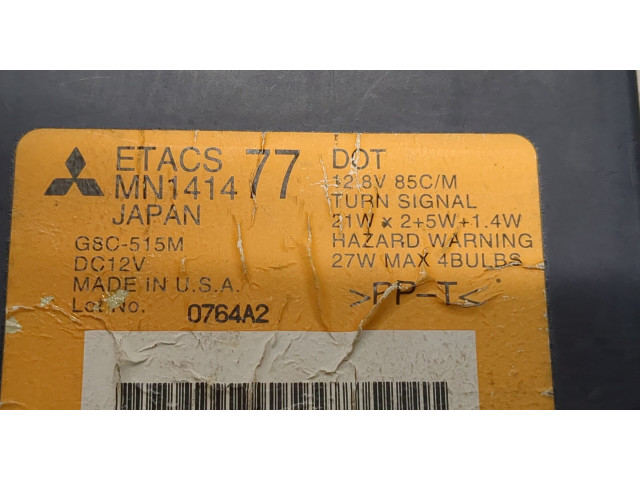 ETACS
MN1414 77
JAPAN
G8C-515M
DC12V
MADE IN U.S.A.
Lot No. 0764A2
DOT
12.8V 85C/M
TURN SIGNAL
21W x 2+5W+1.4W
HAZARD WARNING
27W MAX 4BULBS
>PP-T<